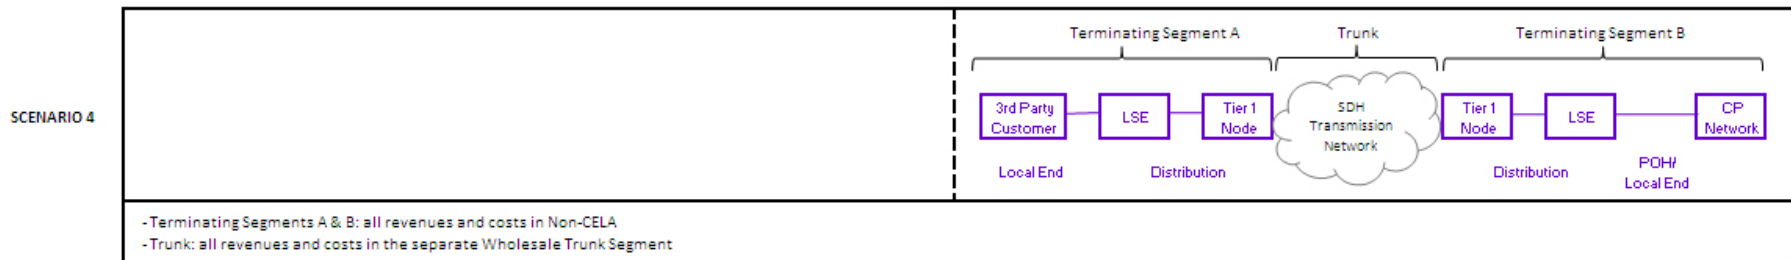 SCENARIO 4
Terminating Segment A
Trunk
Terminating Segment B
3rd Party
Customer
LSE
Tier 1
Node
SDH
Transmission
Network
Tier 1
Node
LSE
CP
Network
Local End
Distribution
Distribution
POH/
Local End
- Terminating Segments A & B: all revenues and costs in Non-CELA
- Trunk: all revenues and costs in the separate Wholesale Trunk Segment